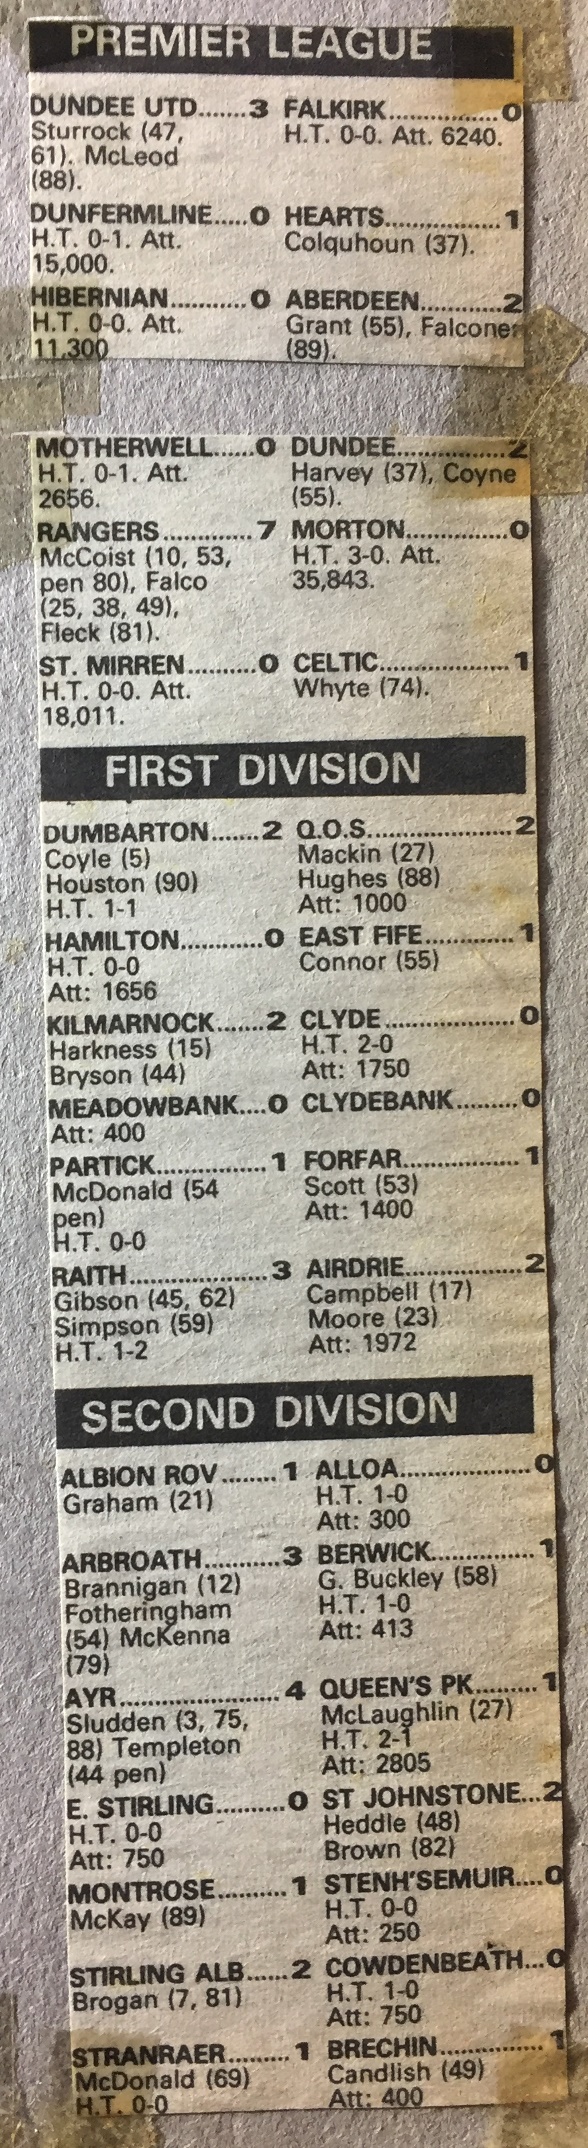 PREMIER LEAGUE
DUNDEE UTD.......3 FALKIRK................0
Sturrock (47, H.T. 0-0. Att. 6240.
61). McLeod
(88).
DUNFERMLINE.....0 HEARTS.................1
H.T. 0-1. Att. Colquhoun (37).
15,000.
HIBERNIAN...........0 ABERDEEN............2
H.T. 0-0. Att. Grant (55), Falconer
11,300 (89).
MOTHERWELL......0 DUNDEE................2
H.T. 0-1. Att. Harvey (37), Coyne
2656. (55).
RANGERS.............7 MORTON...............0
McCoist (10, 53, H.T. 3-0. Att.
pen 80), Falco 35,843.
(25, 38, 49),
Fleck (81).
ST. MIRREN..........0 CELTIC...................1
H.T. 0-0. Att. Whyte (74).
18,011.
FIRST DIVISION
DUMBARTON.......2 Q.O.S.....................2
Coyle (5) Mackin (27)
Houston (90) Hughes (88)
H.T. 1-1 Att: 1000
HAMILTON............0 EAST FIFE.............1
H.T. 0-0 Connor (55)
Att: 1656
KILMARNOCK.......2 CLYDE...................0
Harkness (15) H.T. 2-0
Bryson (44) Att: 1750
MEADOWBANK....0 CLYDEBANK.........0
Att: 400
PARTICK................1 FORFAR.................1
McDonald (54 Scott (53)
pen) Att: 1400
H.T. 0-0
RAITH....................3 AIRDRIE.................2
Gibson (45, 62) Campbell (17)
Simpson (59) Moore (23)
H.T. 1-2 Att: 1972
SECOND DIVISION
ALBION ROV........1 ALLOA...................0
Graham (21) H.T. 1-0
Att: 300
ARBROATH...........3 BERWICK...............1
Brannigan (12) G. Buckley (58)
Fotheringham H.T. 1-0
(54) McKenna Att: 413
(79)
AYR.......................4 QUEEN'S PK.........1
Sludden (3, 75, McLaughlin (27)
88) Templeton H.T. 2-1
(44 pen) Att: 2805
E. STIRLING..........0 ST JOHNSTONE...2
H.T. 0-0 Heddle (48)
Att: 750 Brown (82)
MONTROSE..........1 STENH'SEMUIR....0
McKay (89) H.T. 0-0
Att: 250
STIRLING ALB......2 COWDENBEATH...0
Brogan (7, 81) H.T. 1-0
Att: 750
STRANRAER.........1 BRECHIN...............1
McDonald (69) Candlish (49)
H.T. 0-0 Att: 400